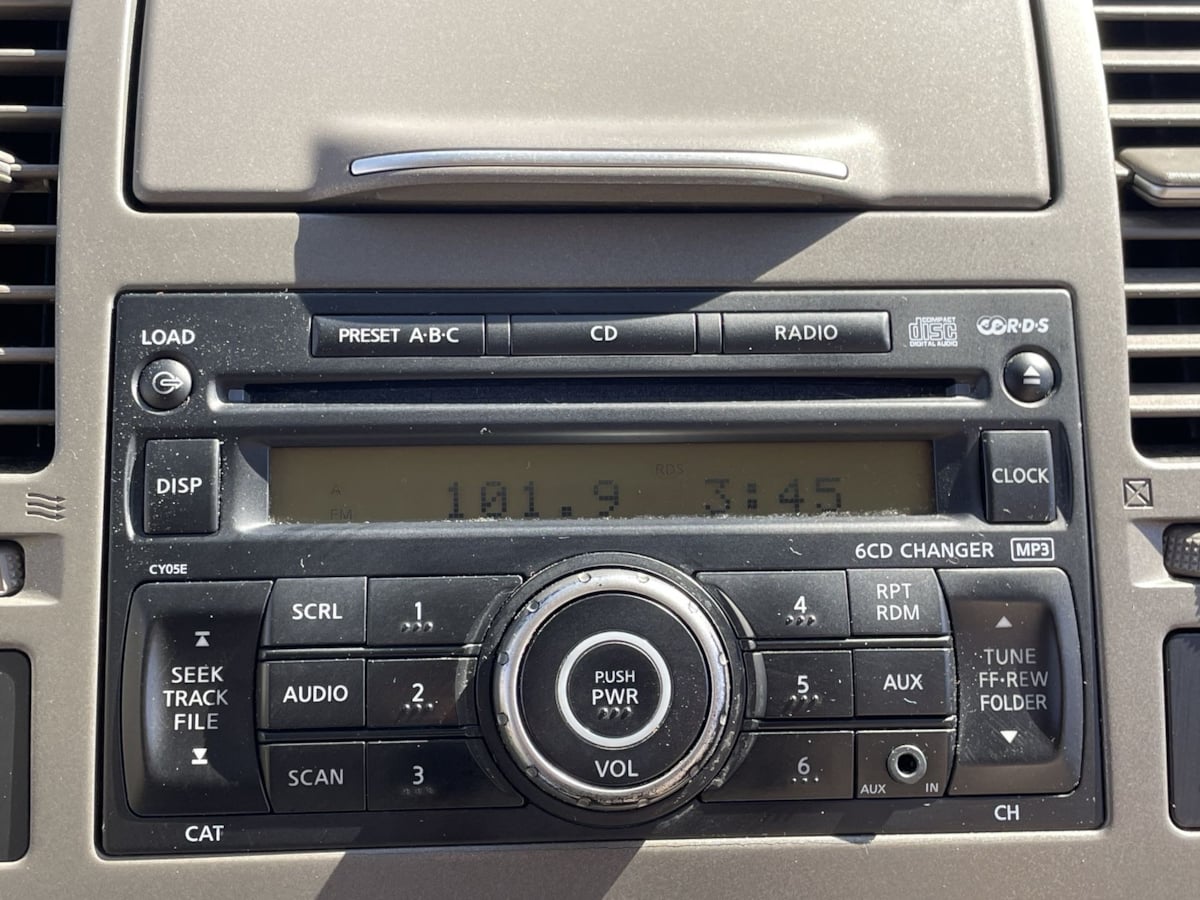 LOAD
PRESET A·B·C
CD
RADIO
COMPACT
disc
DIGITAL AUDIO
R·D·S
DISP
A
FM
101.9
RDS
3:45
CLOCK
CY05E
6CD CHANGER MP3
SEEK
TRACK
FILE
CAT
SCRL
1
AUDIO
2
SCAN
3
PUSH
PWR
VOL
4
RPT
RDM
5
AUX
6
AUX IN
TUNE
FF·REW
FOLDER
CH